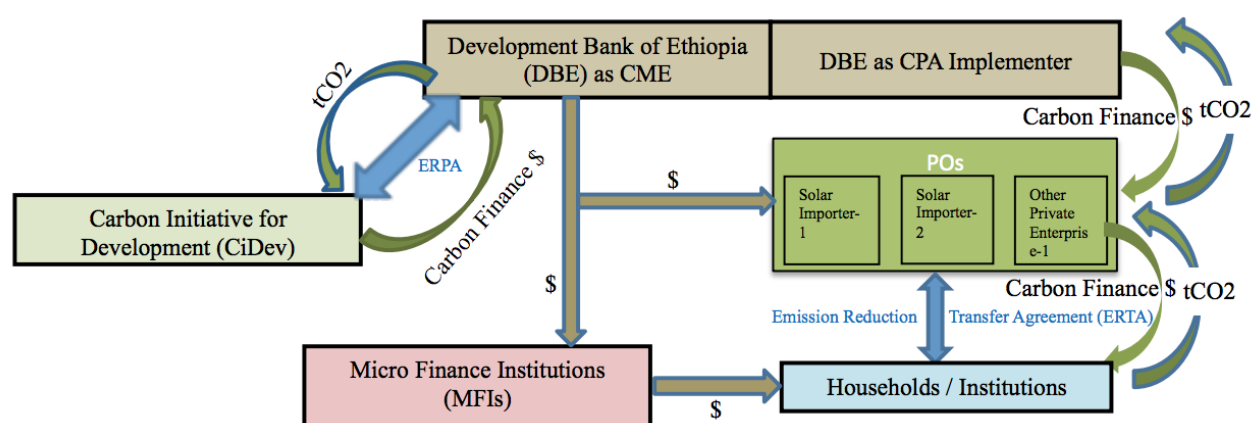 Development Bank of Ethiopia
(DBE) as CME
DBE as CPA Implementer
tCO2
ERPA
Carbon Finance $
Carbon Initiative for
Development (CiDev)
$
$
Carbon Finance $
tCO2
POs
Solar
Importer-
1
Solar
Importer-
2
Other
Private
Enterpris
e-1
Carbon Finance $
tCO2
Emission Reduction
Transfer Agreement (ERTA)
Micro Finance Institutions
(MFIs)
$
Households / Institutions